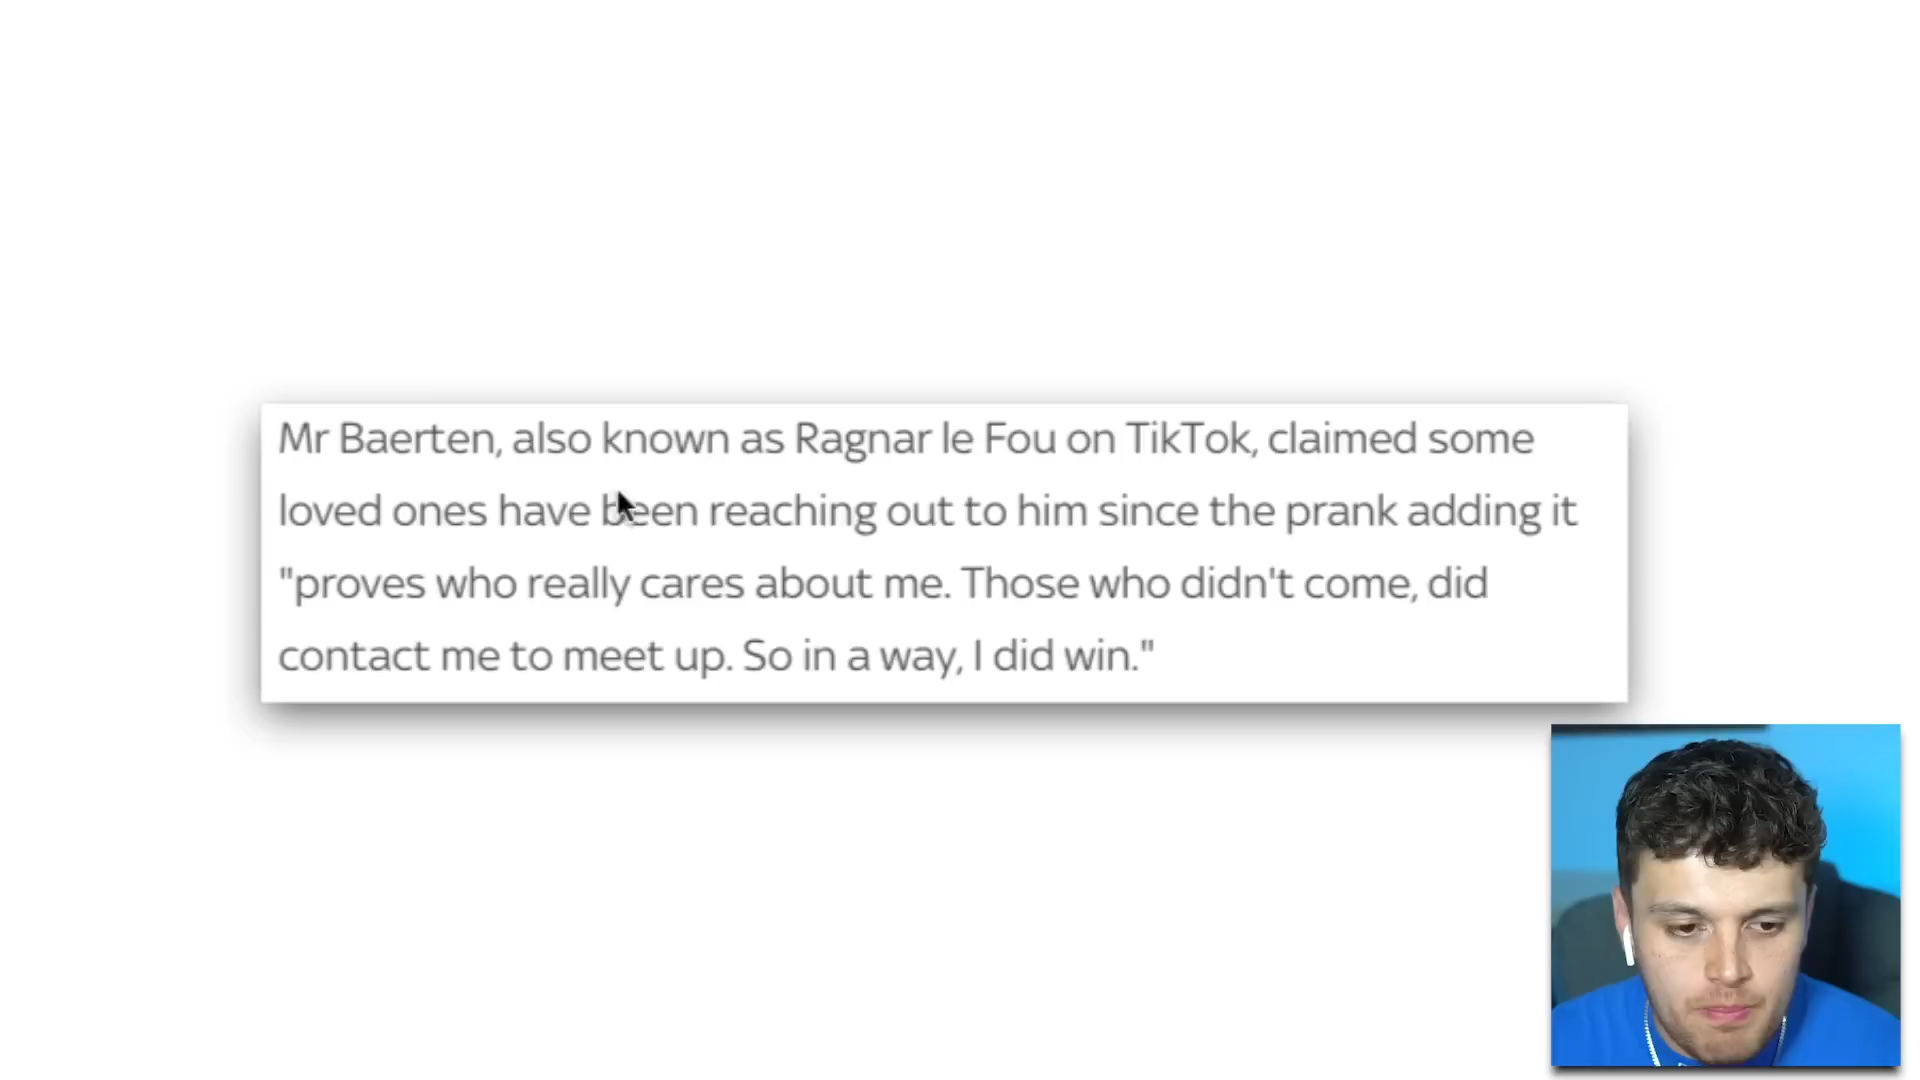 Mr Baerten, also known as Ragnar le Fou on TikTok, claimed some
loved ones have been reaching out to him since the prank adding it
"proves who really cares about me. Those who didn't come, did
contact me to meet up. So in a way, I did win."